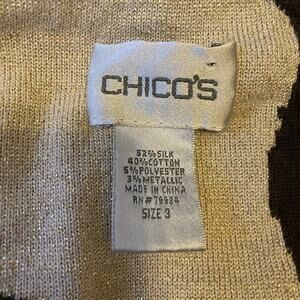 CHICO'S
52%SILK
40%COTTON
5%POLYESTER
3%METALLIC
MADE IN CHINA
RN#79984
SIZE 3